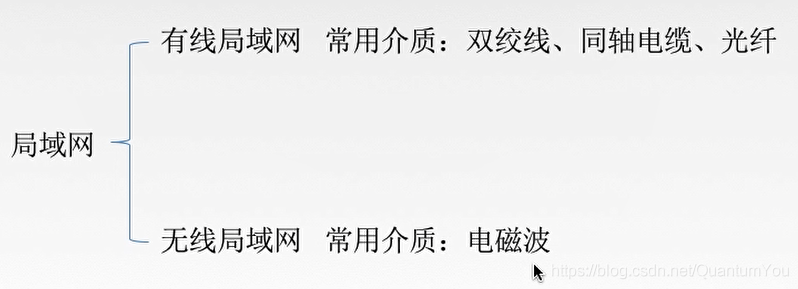 有线局域网 常用介质：双绞线、同轴电缆、光纤
局域网
无线局域网 常用介质：电磁波
https://blog.csdn.net/QuantumYou